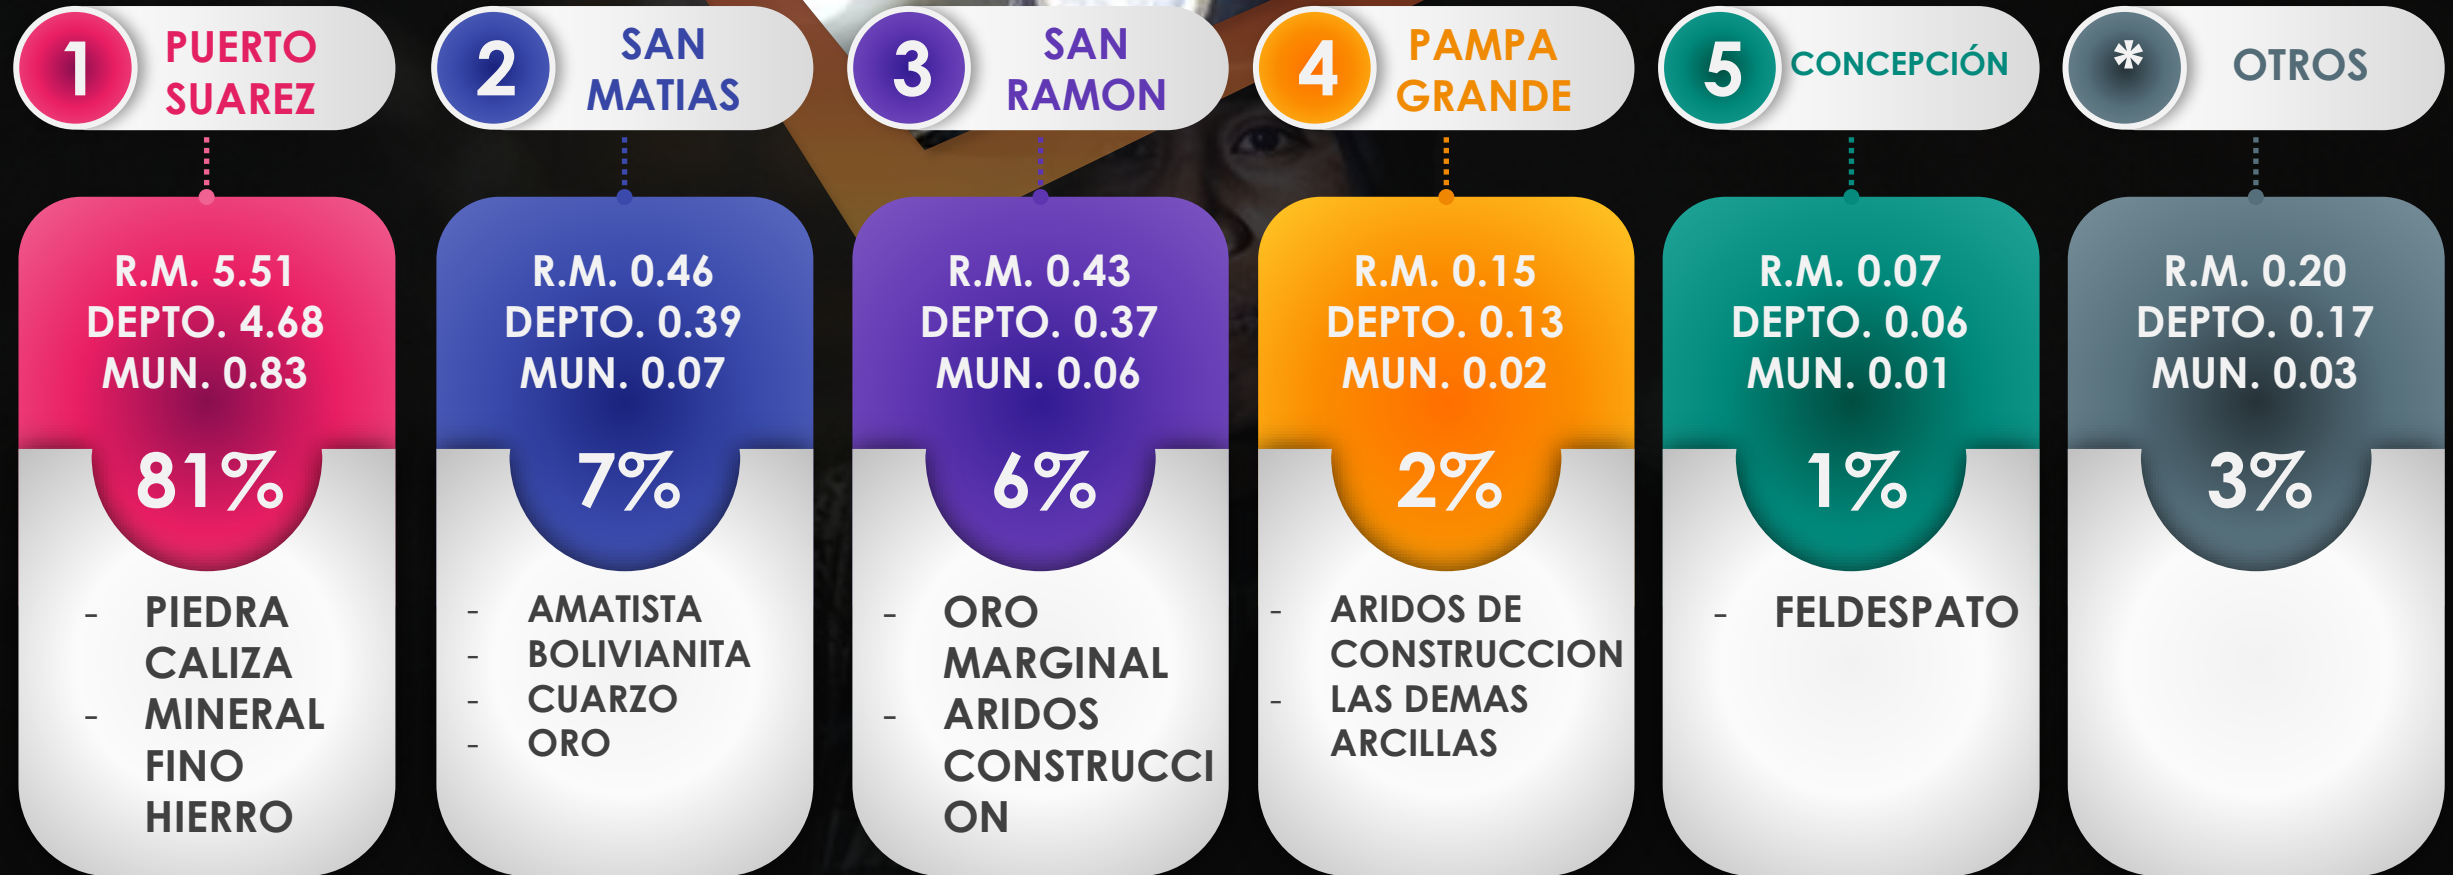 1
PUERTO
SUAREZ
R.M. 5.51
DEPTO. 4.68
MUN. 0.83
81%
- PIEDRA
CALIZA
- MINERAL
FINO
HIERRO
2
SAN
MATIAS
R.M. 0.46
DEPTO. 0.39
MUN. 0.07
7%
- AMATISTA
- BOLIVIANITA
- CUARZO
- ORO
3
SAN
RAMON
R.M. 0.43
DEPTO. 0.37
MUN. 0.06
6%
- ORO
MARGINAL
- ARIDOS
CONSTRUCCI
ON
4
PAMPA
GRANDE
R.M. 0.15
DEPTO. 0.13
MUN. 0.02
2%
- ARIDOS DE
CONSTRUCCION
- LAS DEMAS
ARCILLAS
5
CONCEPCIÓN
R.M. 0.07
DEPTO. 0.06
MUN. 0.01
1%
- FELDESPATO
*
OTROS
R.M. 0.20
DEPTO. 0.17
MUN. 0.03
3%